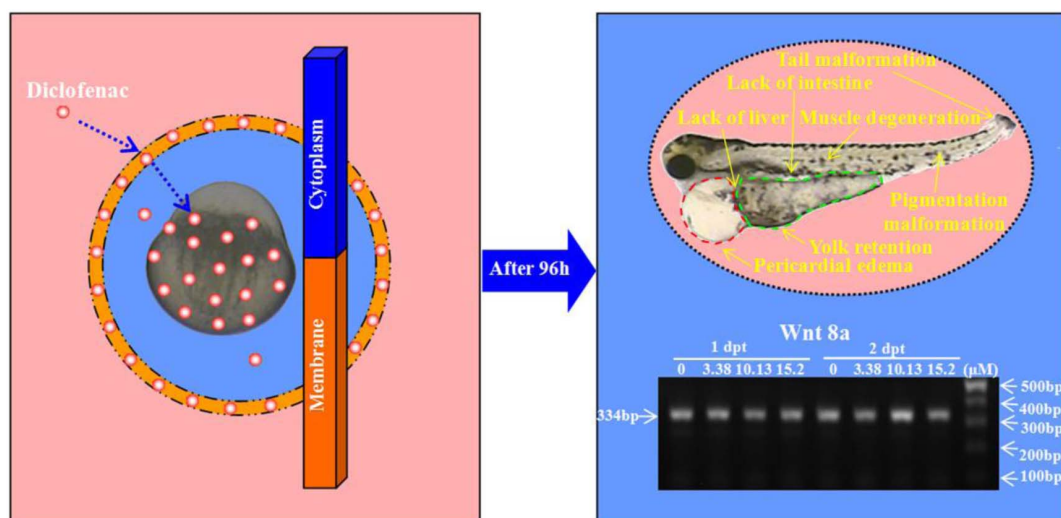 Diclofenac
Cytoplasm
Membrane
After 96h
Tail malformation
Lack of intestine
Lack of liver
Muscle degeneration
Pigmentation
malformation
Yolk retention
Pericardial edema
Wnt 8a
1 dpt 2 dpt
0 3.38 10.13 15.2 0 3.38 10.13 15.2 (μM)
334bp
500bp
400bp
300bp
200bp
100bp